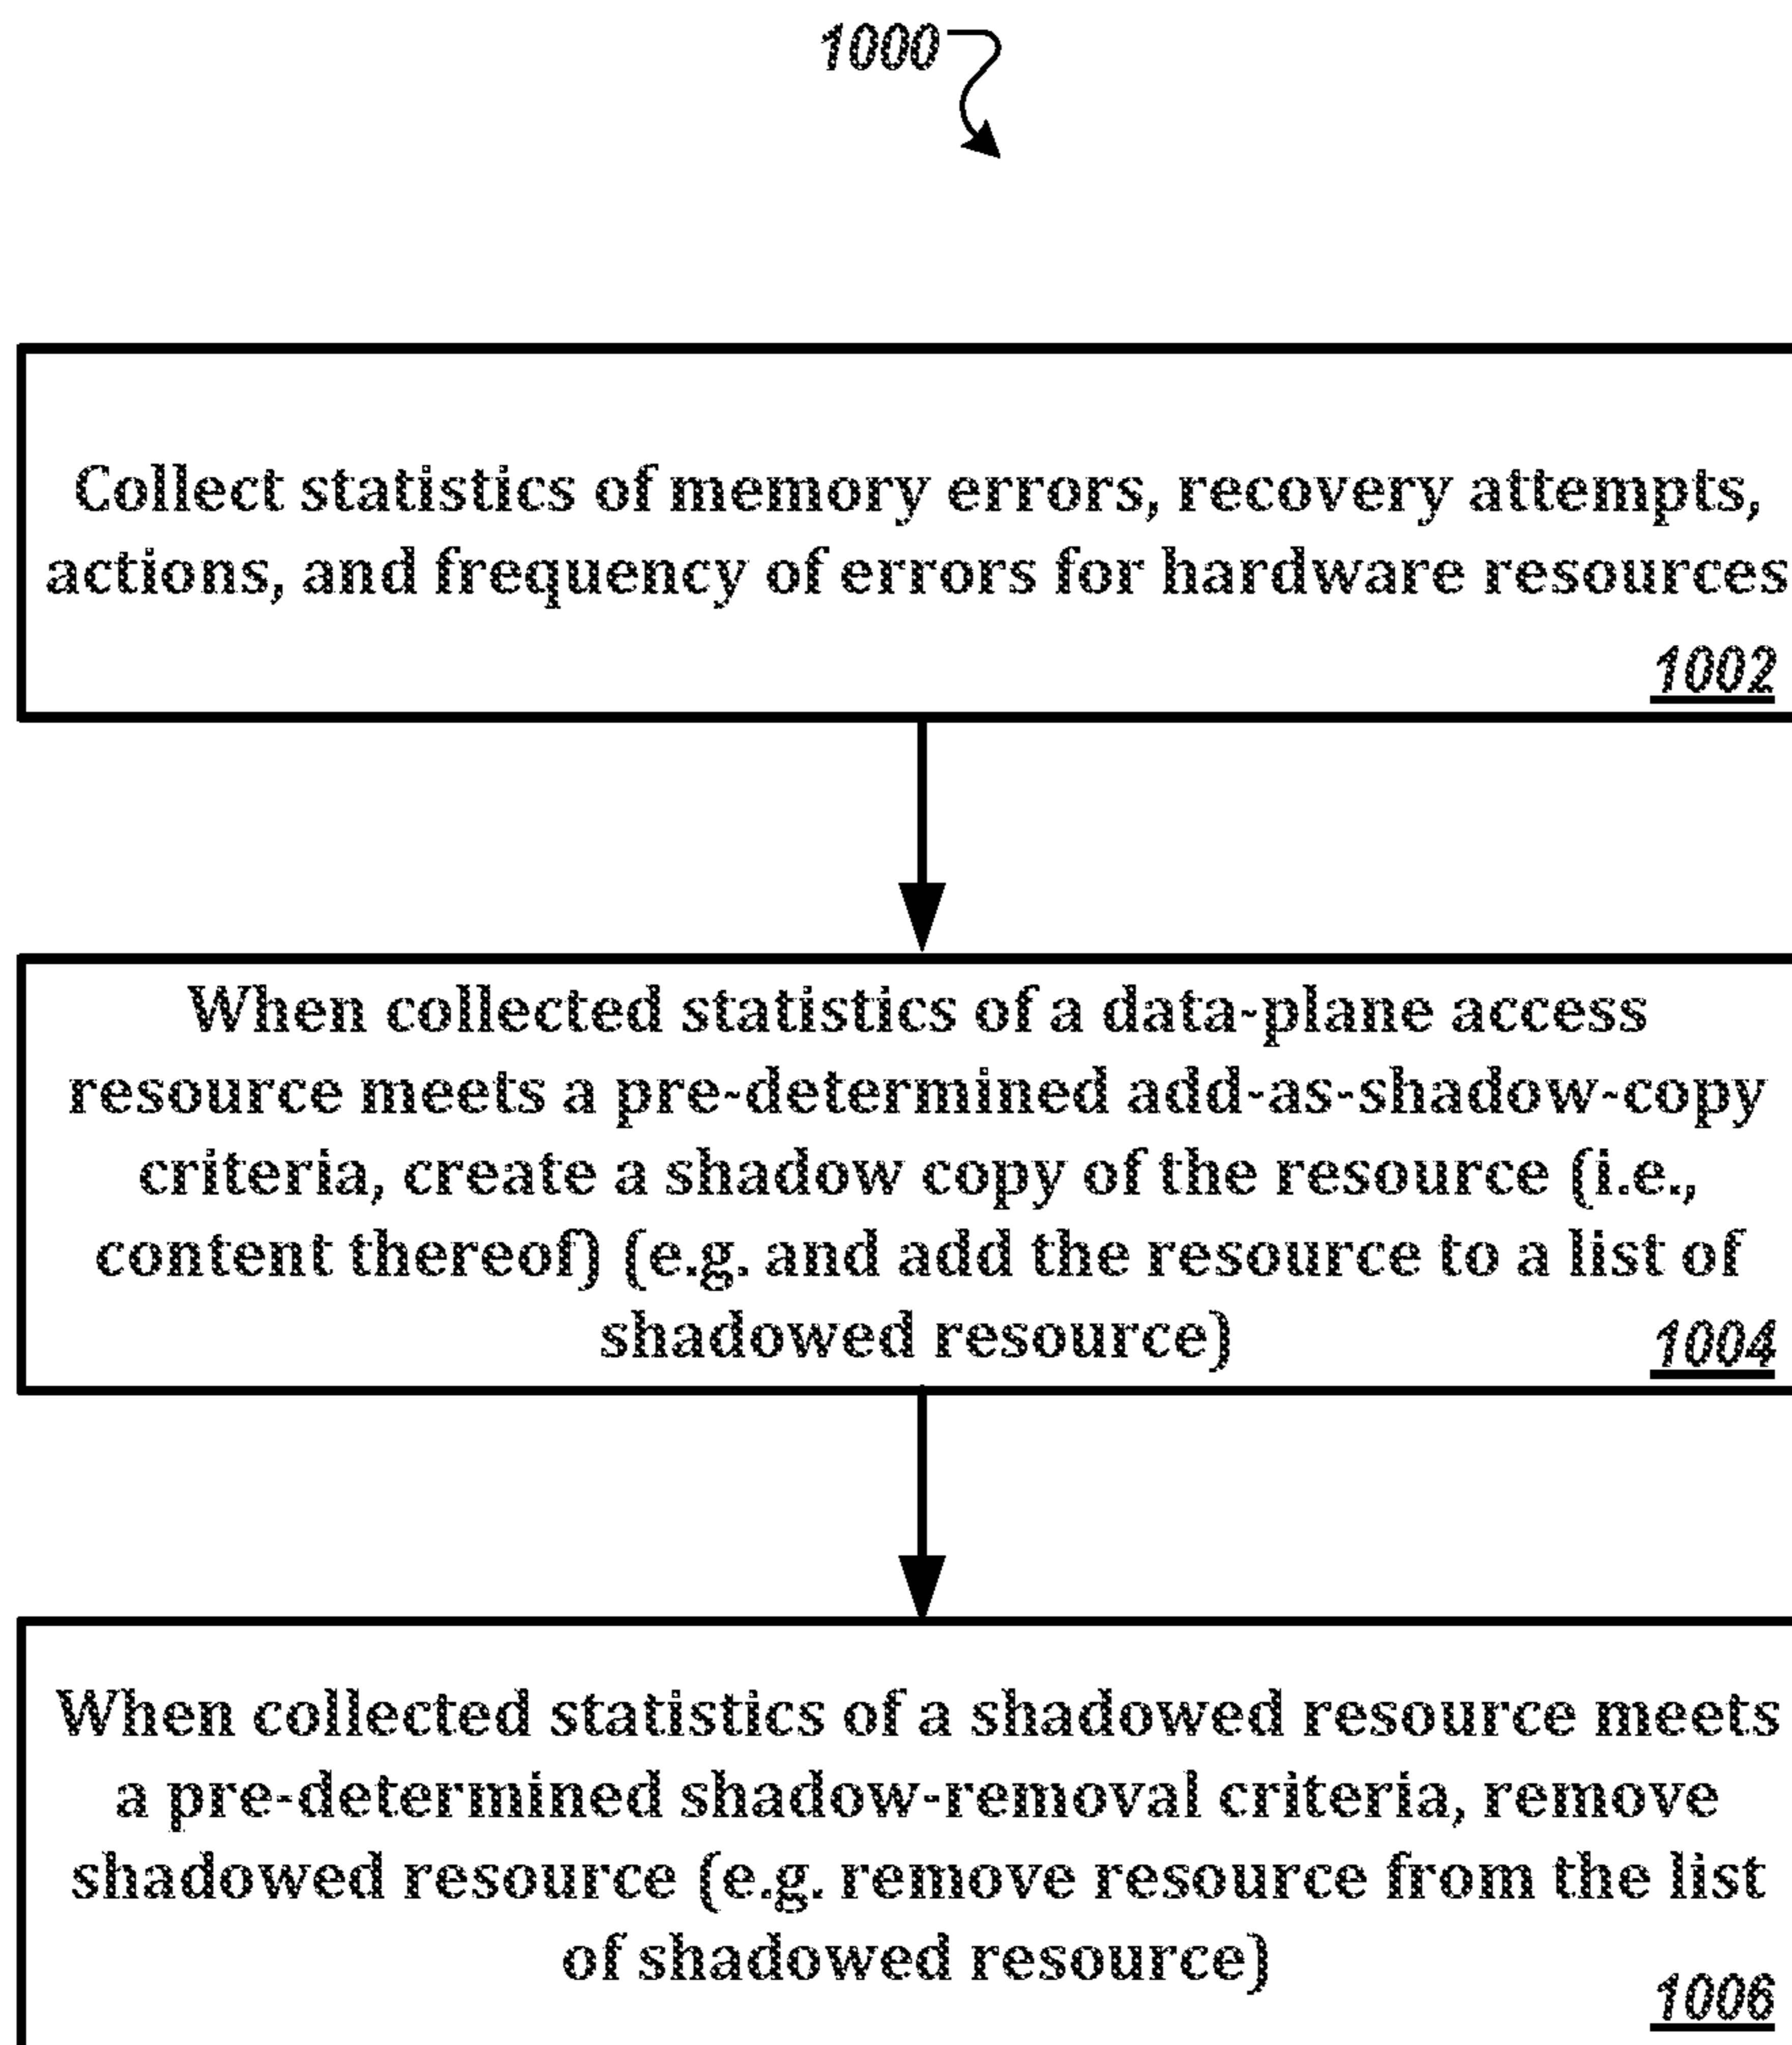 1000
Collect statistics of memory errors, recovery attempts,
actions, and frequency of errors for hardware resources
1002
When collected statistics of a data-plane access
resource meets a pre-determined add-as-shadow-copy
criteria, create a shadow copy of the resource (i.e.,
content thereof) (e.g. and add the resource to a list of
shadowed resource)
1004
When collected statistics of a shadowed resource meets
a pre-determined shadow-removal criteria, remove
shadowed resource (e.g. remove resource from the list
of shadowed resource)
1006